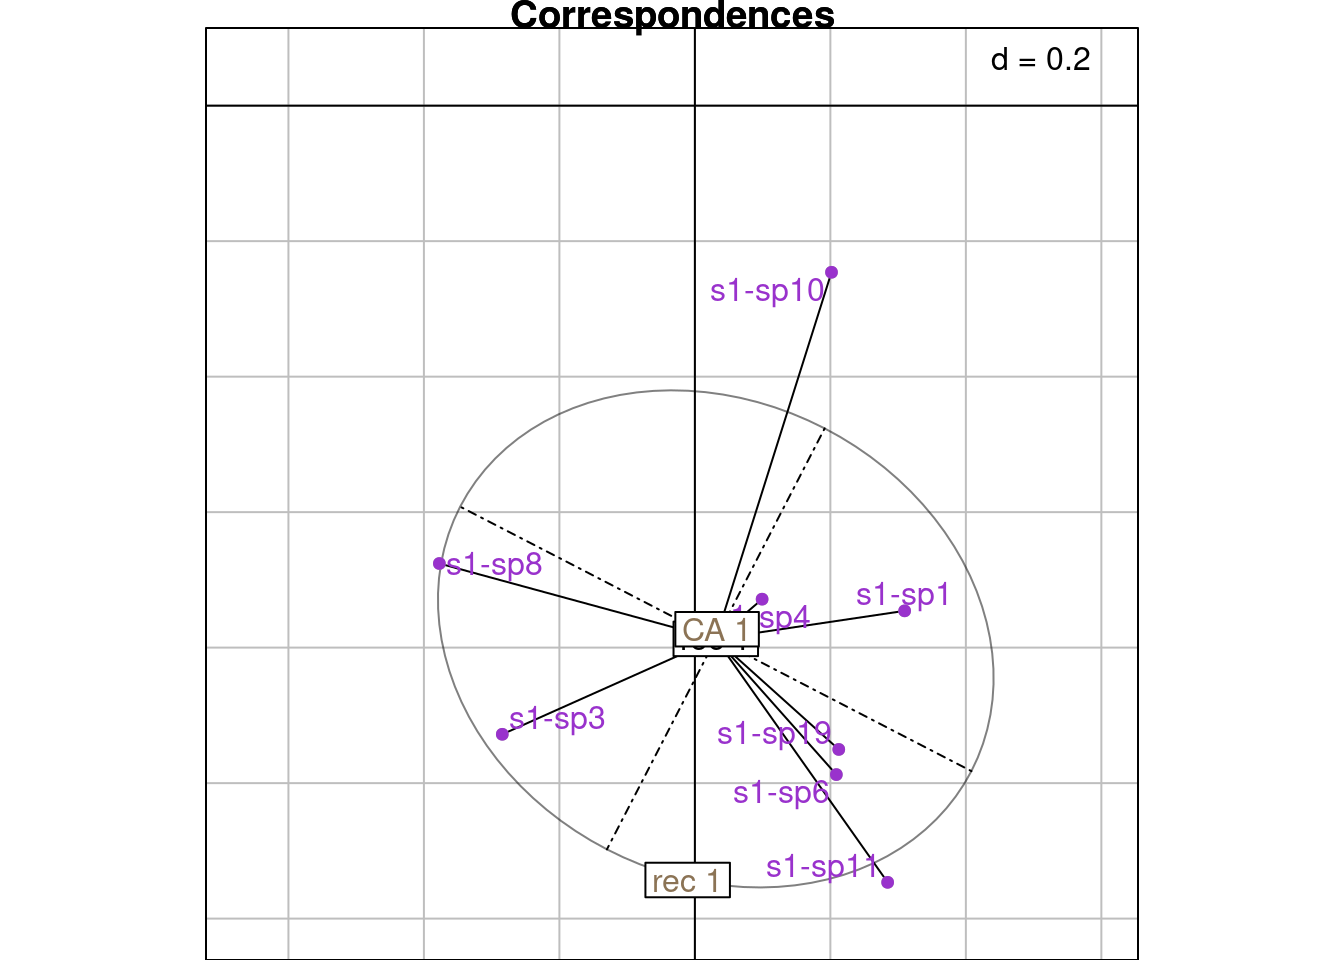 Correspondences
d = 0.2
s1-sp10
s1-sp8
s1-sp1
sp4
CA 1
s1-sp3
s1-sp19
s1-sp6
s1-sp11
rec 1